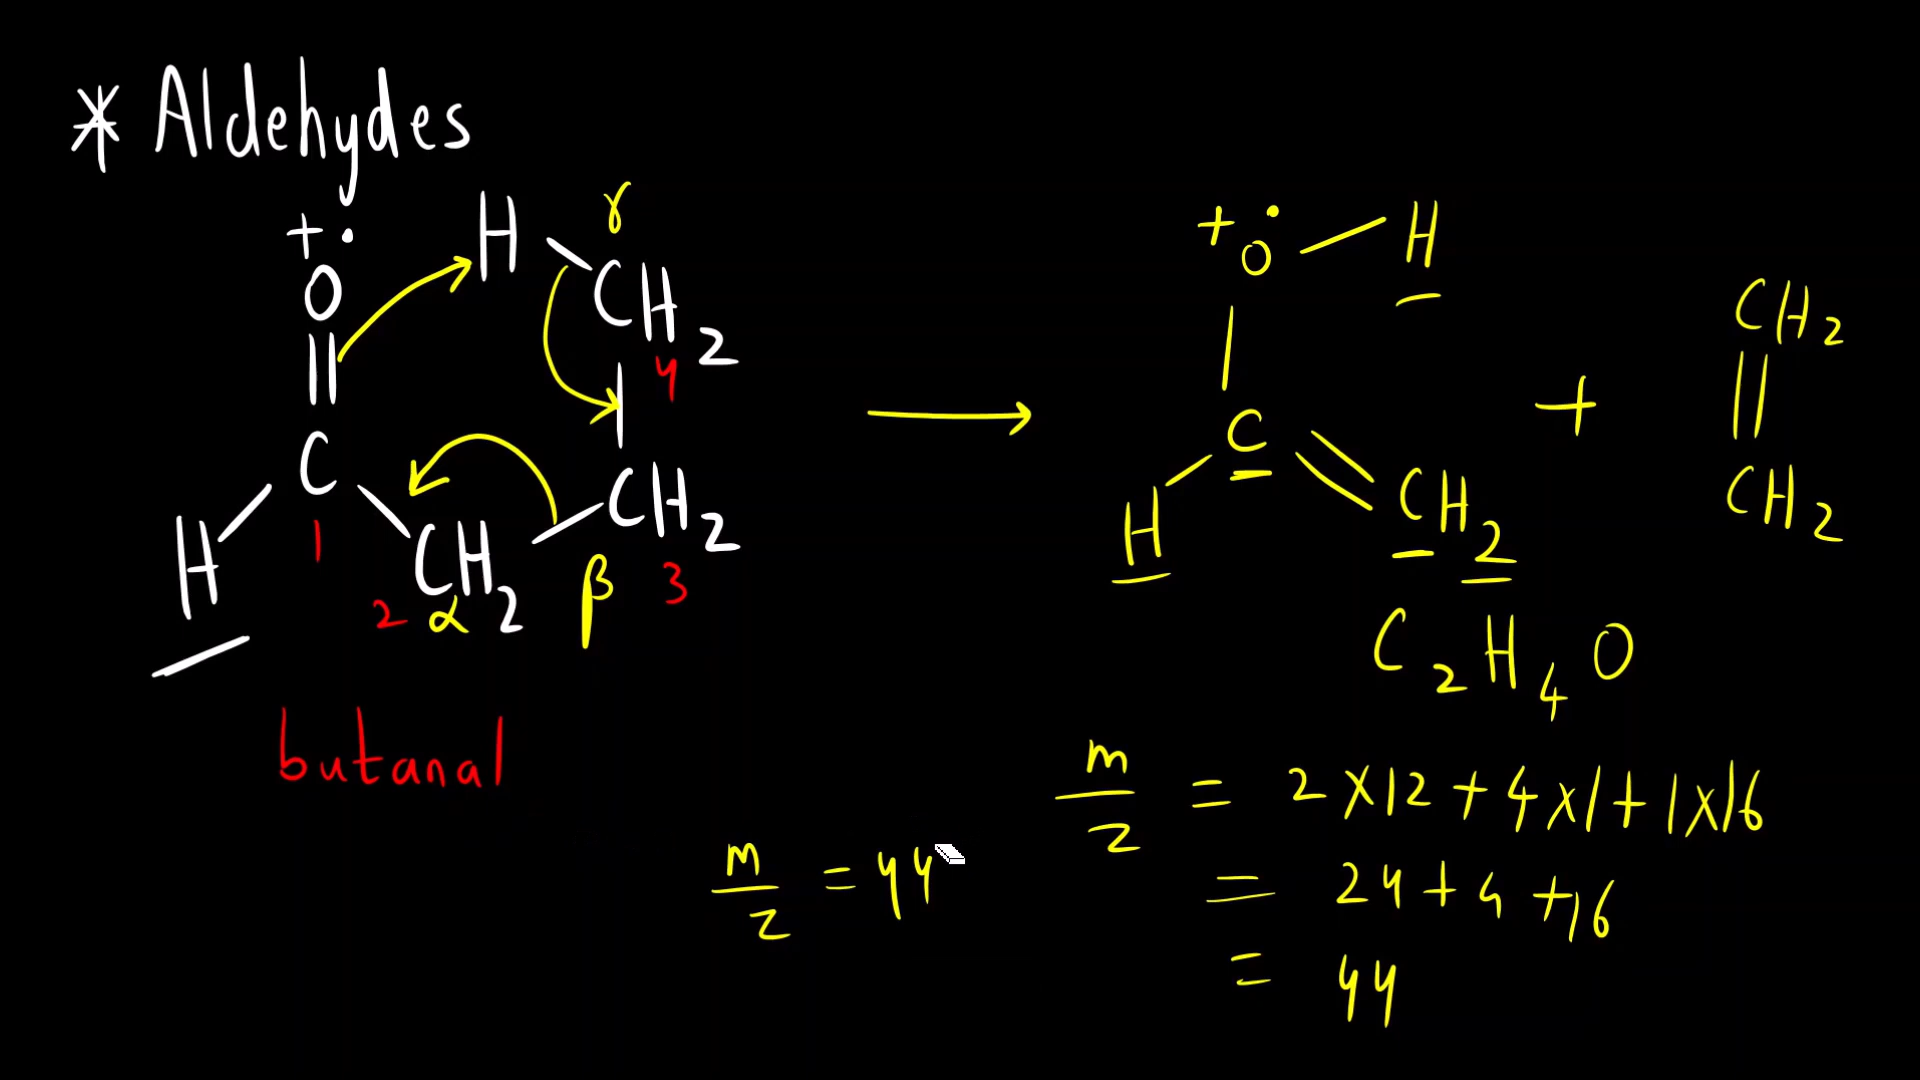 * Aldehydes
+ • H γ
O CH2
4
C CH2
1
H CH2 β 3
2 α
butanal
+ • O — H
CH2
C + ||
H CH2 CH2
C2H4O
m/z = 2 x 12 + 4 x 1 + 1 x 16
m/z = 44
= 24 + 4 + 16
= 44